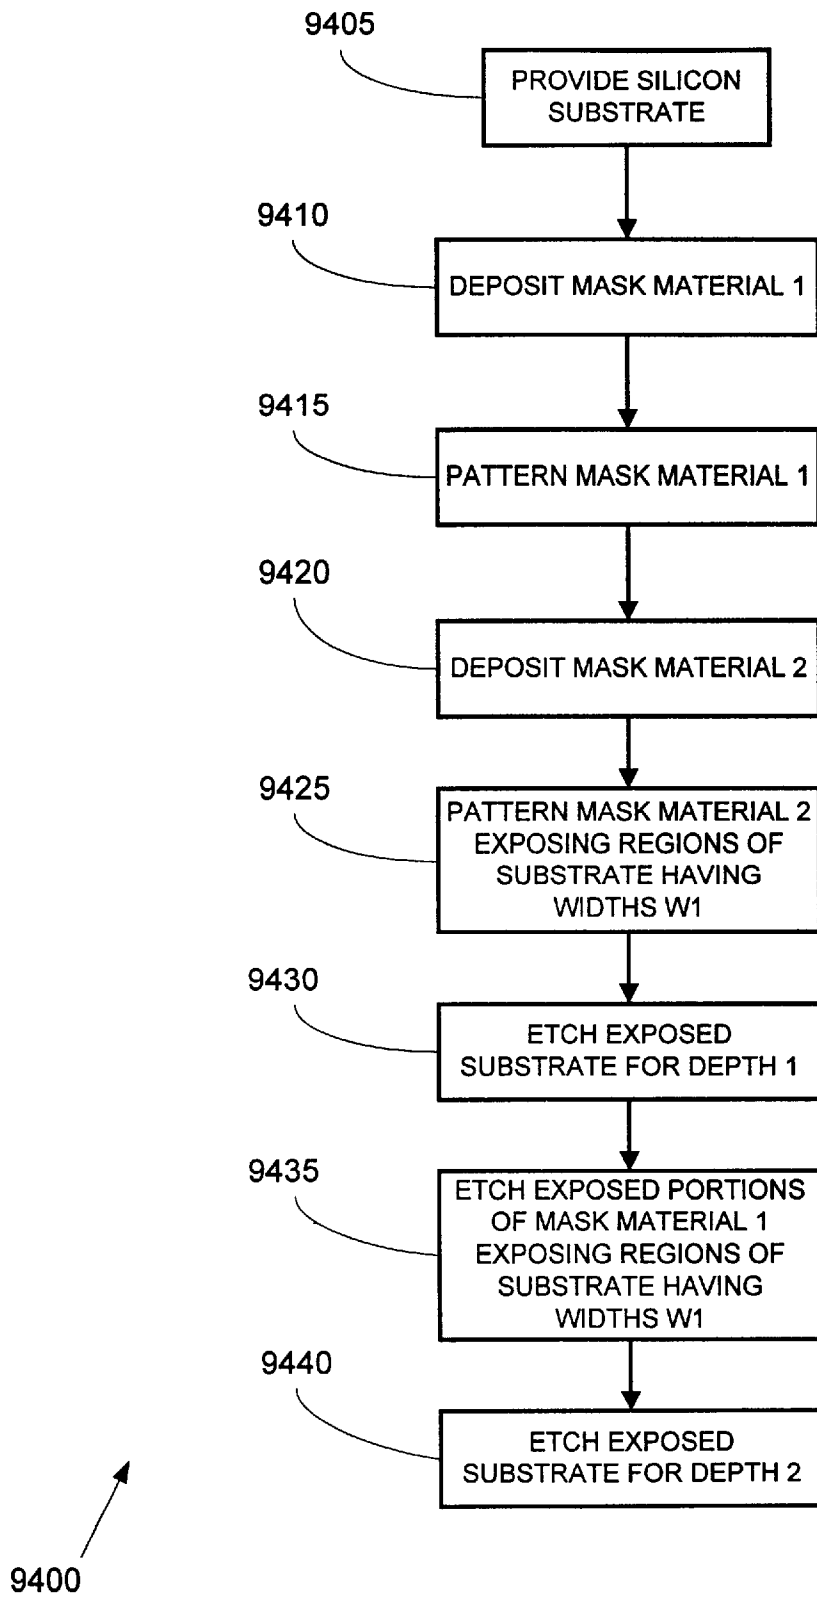 9405
PROVIDE SILICON
SUBSTRATE
9410
DEPOSIT MASK MATERIAL 1
9415
PATTERN MASK MATERIAL 1
9420
DEPOSIT MASK MATERIAL 2
9425
PATTERN MASK MATERIAL 2
EXPOSING REGIONS OF
SUBSTRATE HAVING
WIDTHS W1
9430
ETCH EXPOSED
SUBSTRATE FOR DEPTH 1
9435
ETCH EXPOSED PORTIONS
OF MASK MATERIAL 1
EXPOSING REGIONS OF
SUBSTRATE HAVING
WIDTHS W1
9440
ETCH EXPOSED
SUBSTRATE FOR DEPTH 2
9400